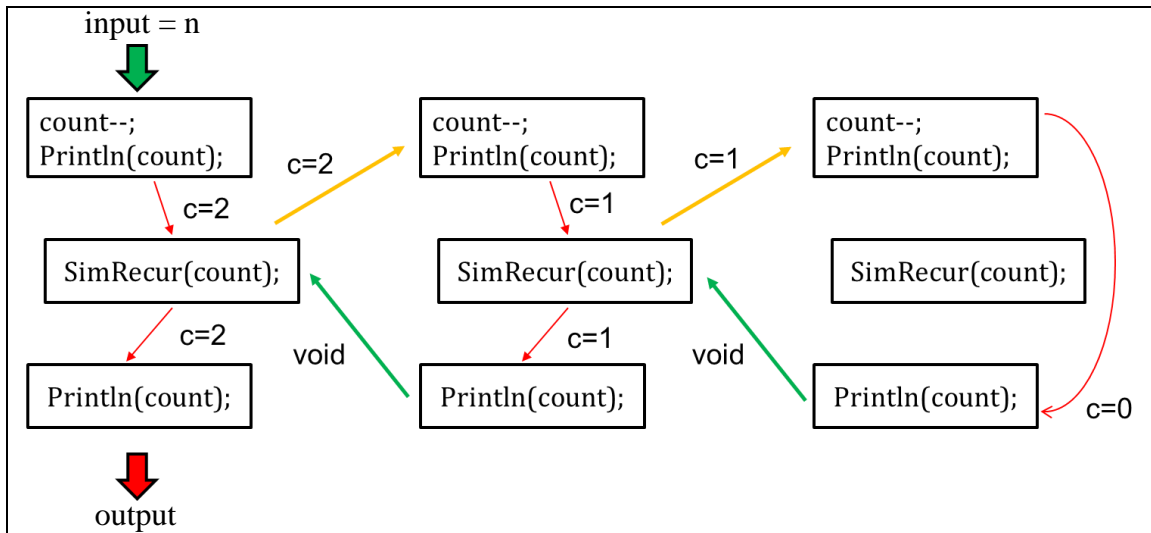 input = n
count--;
Println(count);
c=2
SimRecur(count);
c=2
Println(count);
output
c=2
count--;
Println(count);
c=1
SimRecur(count);
c=1
Println(count);
void
c=1
count--;
Println(count);
SimRecur(count);
Println(count);
c=0
void